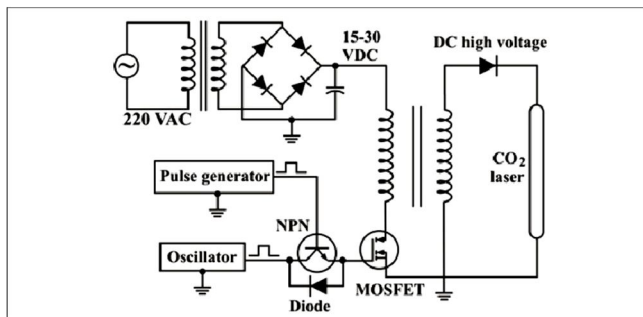 15-30
VDC
DC high voltage
220 VAC
CO₂
laser
Pulse generator
NPN
Oscillator
MOSFET
Diode